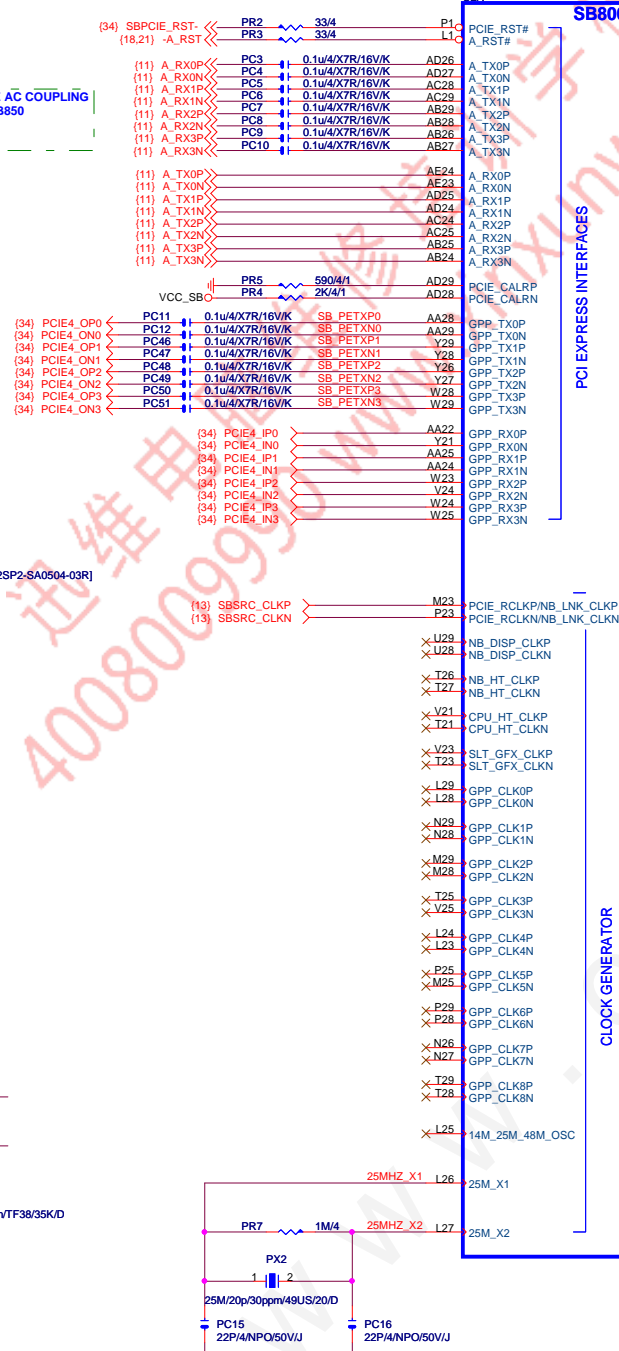 SB80
{34} SBPCIE_RST- PR2 33/4 P1 PCIE_RST#
{18,21} -A_RST PR3 33/4 L1 A_RST#
{11} A_RX0P PC3 0.1u/4/X7R/16V/K AD26 A_TX0P
{11} A_RX0N PC4 0.1u/4/X7R/16V/K AD27 A_TX0N
{11} A_RX1P PC5 0.1u/4/X7R/16V/K AC28 A_TX1P
{11} A_RX1N PC6 0.1u/4/X7R/16V/K AC29 A_TX1N
{11} A_RX2P PC7 0.1u/4/X7R/16V/K AB29 A_TX2P
{11} A_RX2N PC8 0.1u/4/X7R/16V/K AB28 A_TX2N
{11} A_RX3P PC9 0.1u/4/X7R/16V/K AB26 A_TX3P
{11} A_RX3N PC10 0.1u/4/X7R/16V/K AB27 A_TX3N
AC COUPLING
850
{11} A_TX0P AE24 A_RX0P
{11} A_TX0N AE23 A_RX0N
{11} A_TX1P AD25 A_RX1P
{11} A_TX1N AD24 A_RX1N
{11} A_TX2P AC24 A_RX2P
{11} A_TX2N AC25 A_RX2N
{11} A_TX3P AB25 A_RX3P
{11} A_TX3N AB24 A_RX3N
PR5 590/4/1 AD29 PCIE_CALRP
VCC_SB PR4 2K/4/1 AD28 PCIE_CALRN
{34} PCIE4_OP0 PC11 0.1u/4/X7R/16V/K SB_PETXP0 AA28 GPP_TX0P
{34} PCIE4_ON0 PC12 0.1u/4/X7R/16V/K SB_PETXN0 AA29 GPP_TX0N
{34} PCIE4_OP1 PC46 0.1u/4/X7R/16V/K SB_PETXP1 Y29 GPP_TX1P
{34} PCIE4_ON1 PC47 0.1u/4/X7R/16V/K SB_PETXN1 Y28 GPP_TX1N
{34} PCIE4_OP2 PC48 0.1u/4/X7R/16V/K SB_PETXP2 Y26 GPP_TX2P
{34} PCIE4_ON2 PC49 0.1u/4/X7R/16V/K SB_PETXN2 Y27 GPP_TX2N
{34} PCIE4_OP3 PC50 0.1u/4/X7R/16V/K SB_PETXP3 W28 GPP_TX3P
{34} PCIE4_ON3 PC51 0.1u/4/X7R/16V/K SB_PETXN3 W29 GPP_TX3N
{34} PCIE4_IP0 AA22 GPP_RX0P
{34} PCIE4_IN0 Y21 GPP_RX0N
{34} PCIE4_IP1 AA25 GPP_RX1P
{34} PCIE4_IN1 AA24 GPP_RX1N
{34} PCIE4_IP2 W23 GPP_RX2P
{34} PCIE4_IN2 V24 GPP_RX2N
{34} PCIE4_IP3 W24 GPP_RX3P
{34} PCIE4_IN3 W25 GPP_RX3N
PCI EXPRESS INTERFACES
2SP2-SA0504-03R]
{13} SBSRC_CLKP M23 PCIE_RCLKP/NB_LNK_CLKP
{13} SBSRC_CLKN P23 PCIE_RCLKN/NB_LNK_CLKN
U29 NB_DISP_CLKP
U28 NB_DISP_CLKN
T26 NB_HT_CLKP
T27 NB_HT_CLKN
V21 CPU_HT_CLKP
T21 CPU_HT_CLKN
V23 SLT_GFX_CLKP
T23 SLT_GFX_CLKN
L29 GPP_CLK0P
L28 GPP_CLK0N
N29 GPP_CLK1P
N28 GPP_CLK1N
M29 GPP_CLK2P
M28 GPP_CLK2N
T25 GPP_CLK3P
V25 GPP_CLK3N
L24 GPP_CLK4P
L23 GPP_CLK4N
P25 GPP_CLK5P
M25 GPP_CLK5N
P29 GPP_CLK6P
P28 GPP_CLK6N
N26 GPP_CLK7P
N27 GPP_CLK7N
T29 GPP_CLK8P
T28 GPP_CLK8N
L25 14M_25M_48M_OSC
CLOCK GENERATOR
25MHZ_X1 L26 25M_X1
/TF38/35K/D
PR7 1M/4 25MHZ_X2 L27 25M_X2
PX2
1 2
25M/20p/30ppm/49US/20/D
PC15 22P/4/NPO/50V/J
PC16 22P/4/NPO/50V/J
迅维电脑维修培训学
4008009990